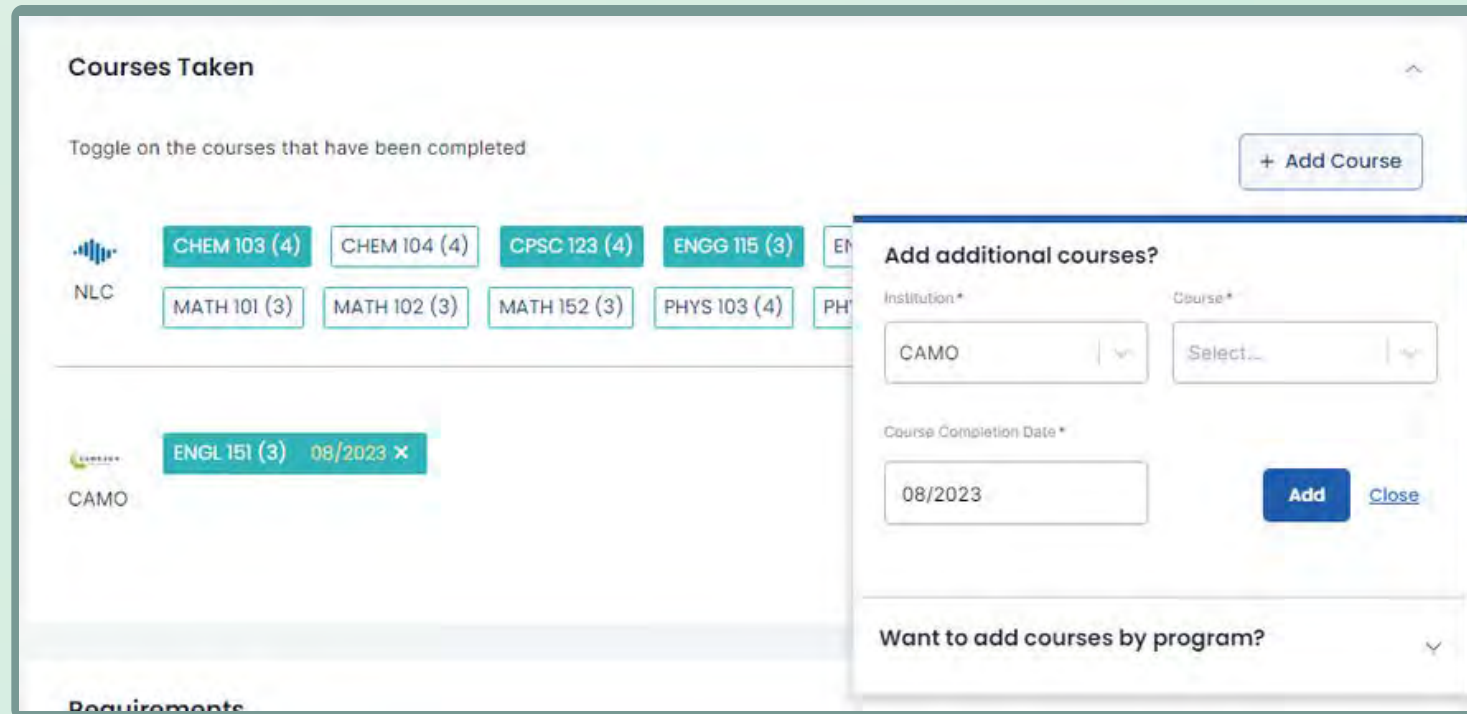 Courses Taken
Toggle on the courses that have been completed
+ Add Course
CHEM 103 (4) CHEM 104 (4) CPSC 123 (4) ENGG 115 (3) EN
NLC
MATH 101 (3) MATH 102 (3) MATH 152 (3) PHYS 103 (4) PH
ENGL 151 (3) 08/2023 ×
CAMO
Add additional courses?
Institution * Course *
CAMO Select...
Course Completion Date *
08/2023 Add Close
Want to add courses by program?
Requirements